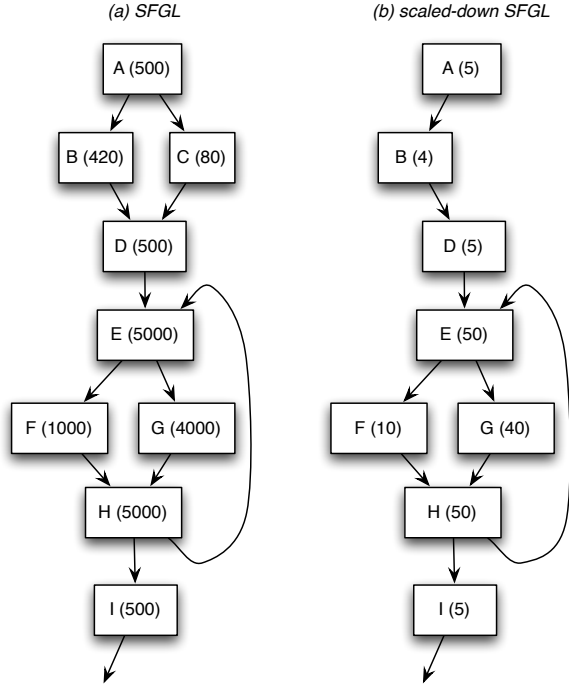 (a) SFGL
A (500)
B (420)
C (80)
D (500)
E (5000)
F (1000)
G (4000)
H (5000)
I (500)
(b) scaled-down SFGL
A (5)
B (4)
D (5)
E (50)
F (10)
G (40)
H (50)
I (5)